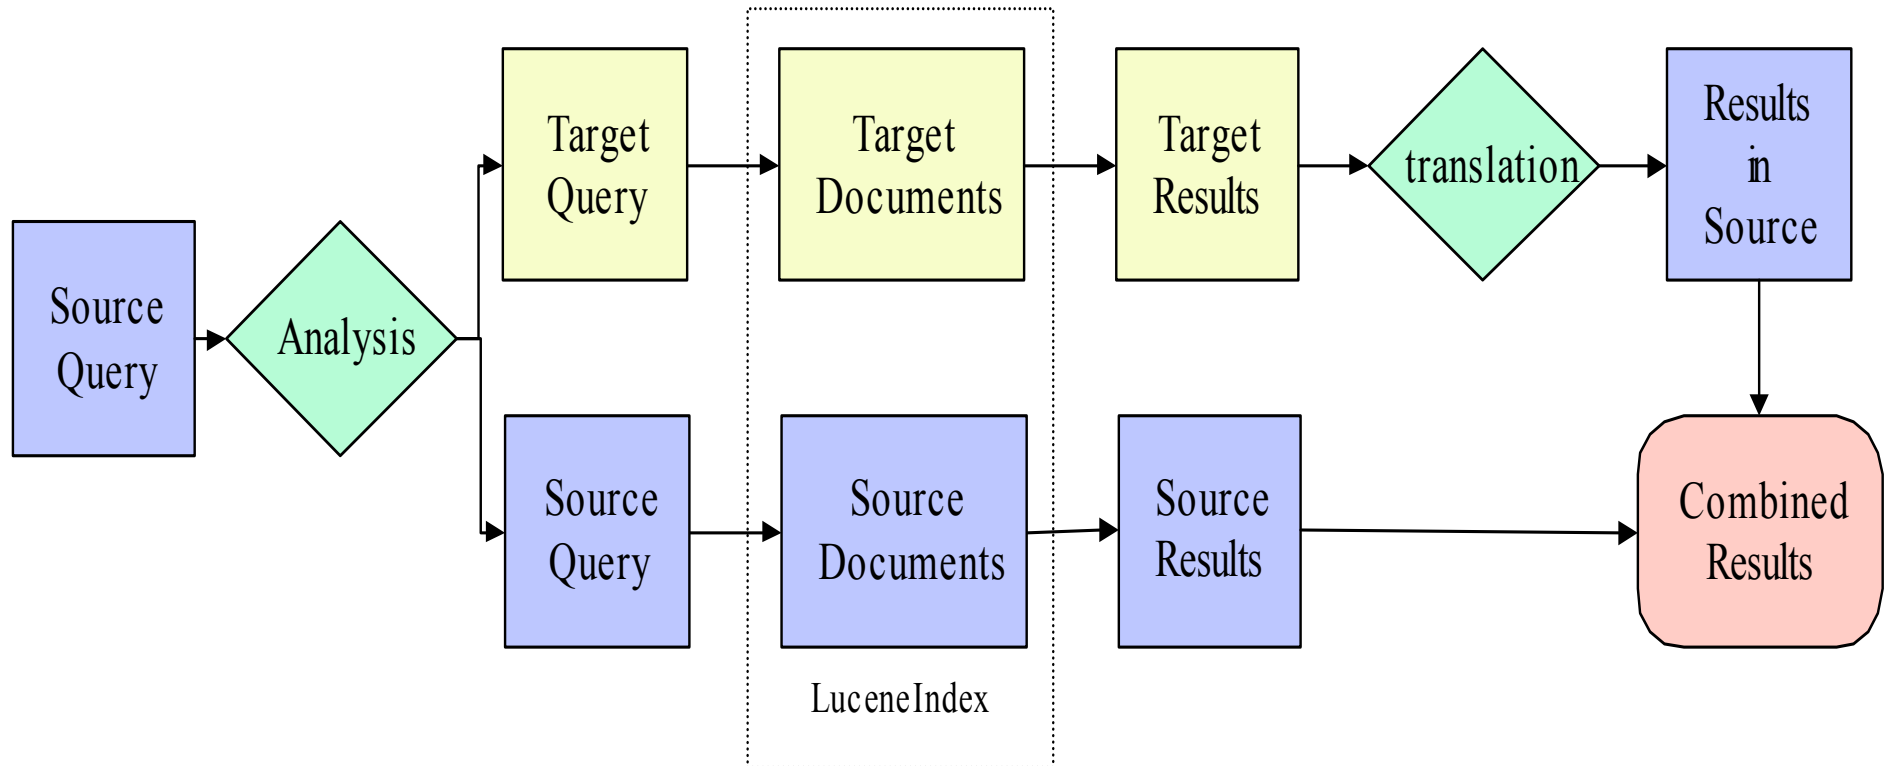 Source
Query
Analysis
Target
Query
Target
Documents
Target
Results
translation
Results
in
Source
Source
Query
Source
Documents
Source
Results
Combined
Results
LuceneIndex